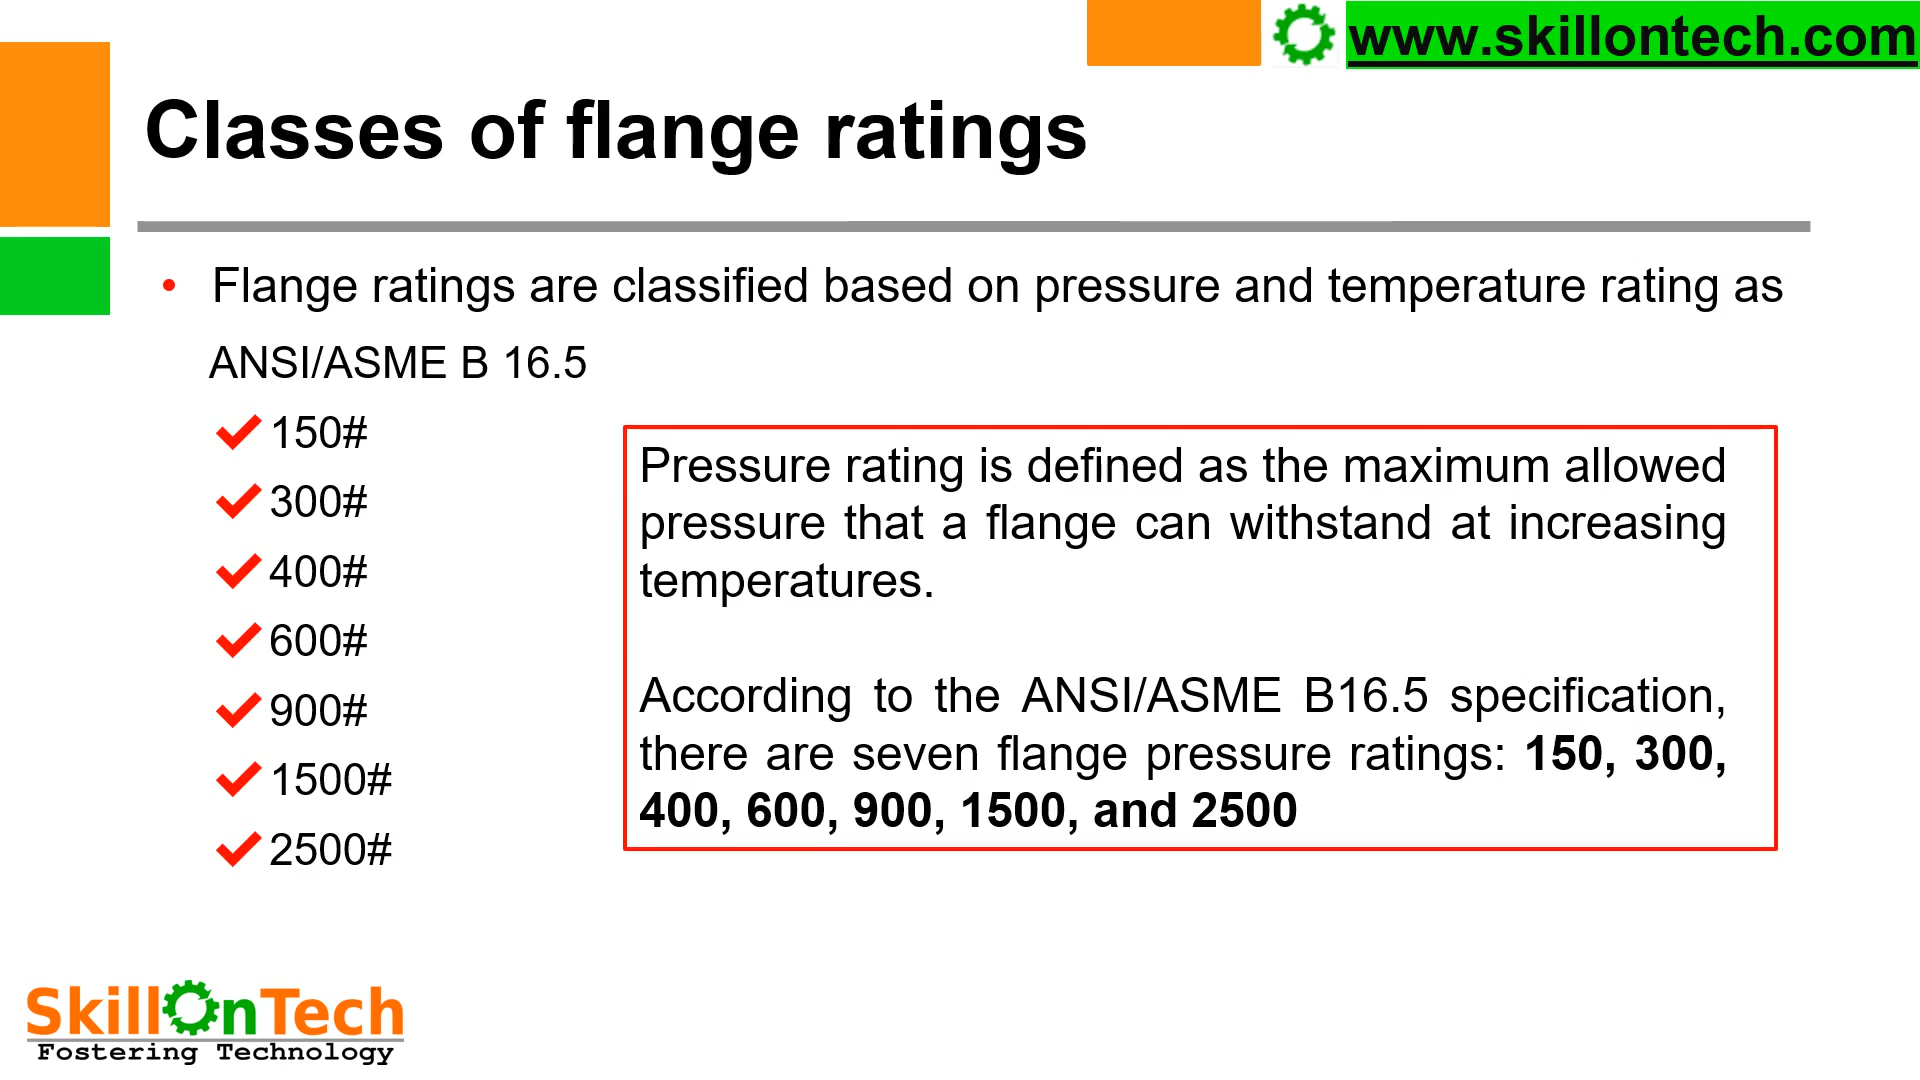 www.skillontech.com
Classes of flange ratings
• Flange ratings are classified based on pressure and temperature rating as
ANSI/ASME B 16.5
150#
300#
400#
600#
900#
1500#
2500#
Pressure rating is defined as the maximum allowed
pressure that a flange can withstand at increasing
temperatures.
According to the ANSI/ASME B16.5 specification,
there are seven flange pressure ratings: 150, 300,
400, 600, 900, 1500, and 2500
SkillOnTech
Fostering Technology